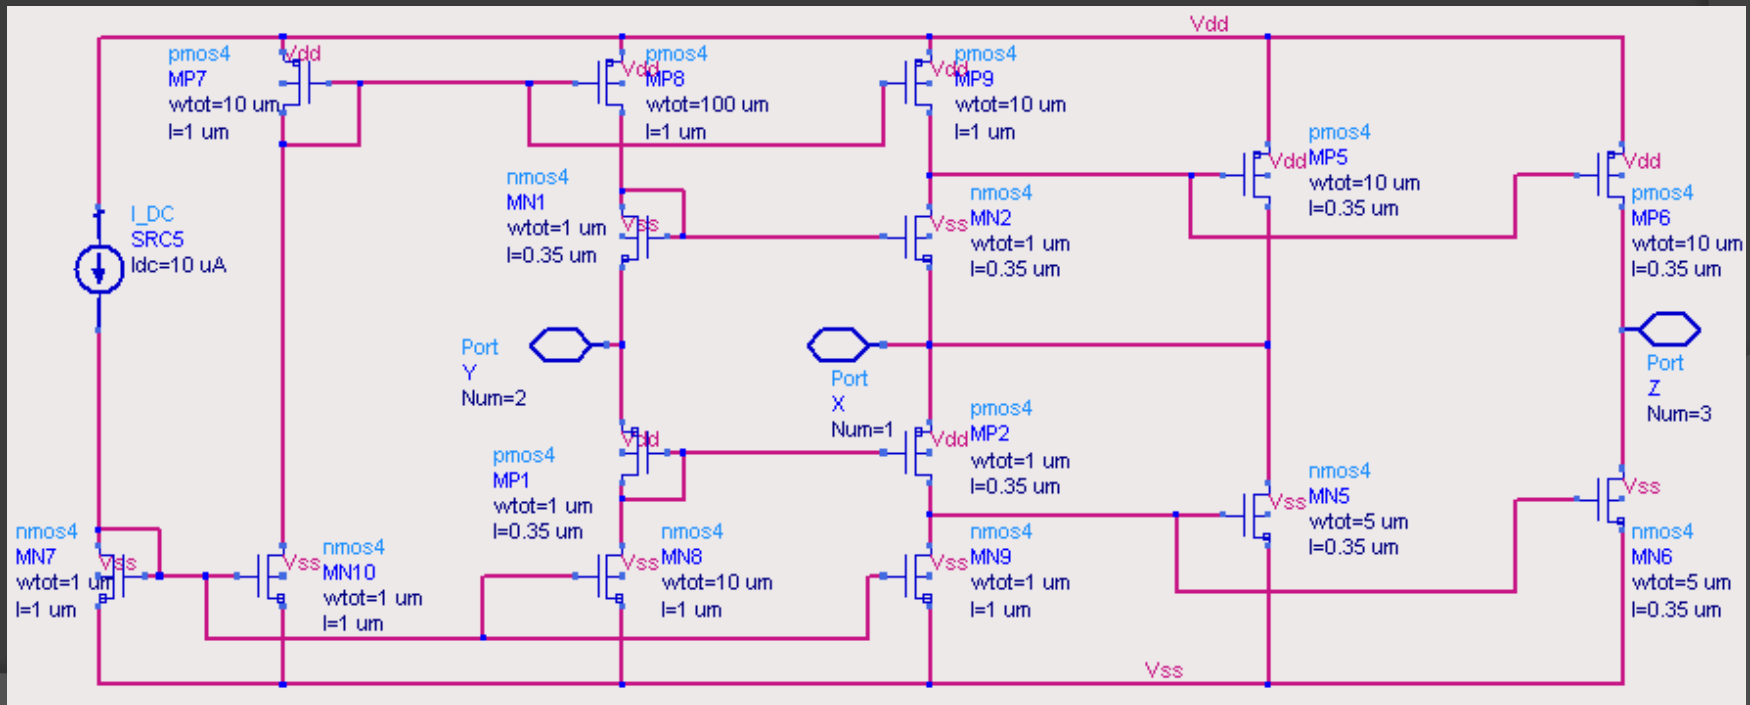 Vdd
pmos4
MP7
wtot=10 um
l=1 um
Vdd
pmos4
MP8
wtot=100 um
l=1 um
Vdd
pmos4
MP9
wtot=10 um
l=1 um
Vdd
pmos4
MP5
wtot=10 um
l=0.35 um
Vdd
pmos4
MP6
wtot=10 um
l=0.35 um
Vdd
nmos4
MN1
wtot=1 um
l=0.35 um
Vss
nmos4
MN2
wtot=1 um
l=0.35 um
Vss
I_DC
SRC5
Idc=10 uA
Port
Y
Num=2
Port
X
Num=1
Port
Z
Num=3
pmos4
MP1
wtot=1 um
l=0.35 um
Vdd
pmos4
MP2
wtot=1 um
l=0.35 um
Vdd
nmos4
MN5
wtot=5 um
l=0.35 um
Vss
nmos4
MN6
wtot=5 um
l=0.35 um
Vss
nmos4
MN7
wtot=1 um
l=1 um
Vss
nmos4
MN10
wtot=1 um
l=1 um
Vss
nmos4
MN8
wtot=10 um
l=1 um
Vss
nmos4
MN9
wtot=1 um
l=1 um
Vss
Vss